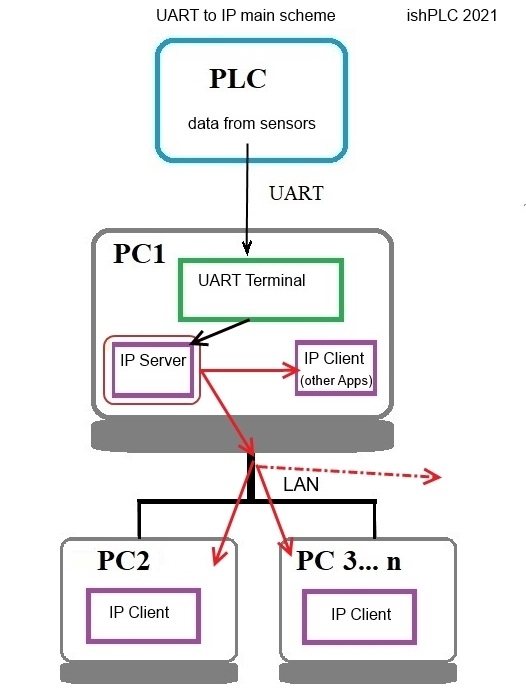 UART to IP main scheme
ishPLC 2021
PLC
data from sensors
UART
PC1
UART Terminal
IP Server
IP Client
(other Apps)
LAN
PC2
PC 3... n
IP Client
IP Client